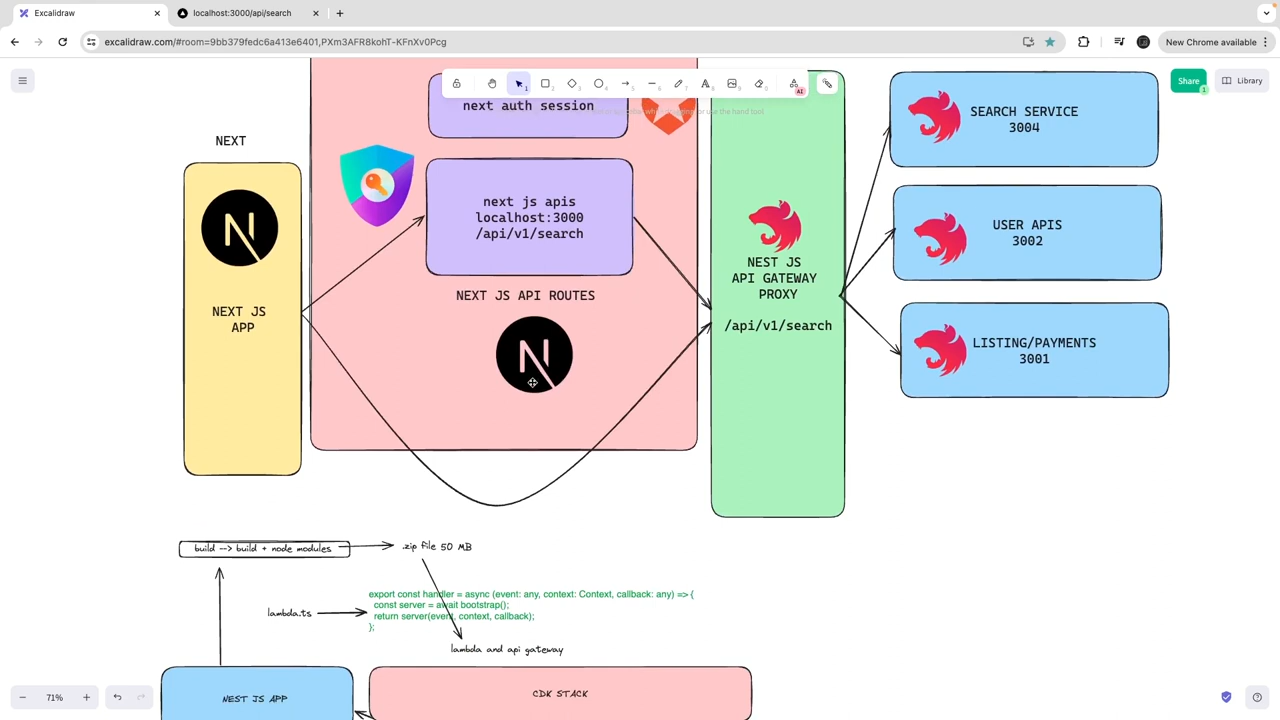 Excalidraw
localhost:3000/api/search
excalidraw.com/#room=9bb379fedc6a413e6401,PXm3AFR8kohT-KFnXv0Pcg
New Chrome available
Share
1
Library
AI
next auth session
NEXT
next js apis
localhost:3000
/api/v1/search
NEXT JS API ROUTES
NEXT JS
APP
NEST JS
API GATEWAY
PROXY
/api/v1/search
SEARCH SERVICE
3004
USER APIS
3002
LISTING/PAYMENTS
3001
build --> build + node modules
.zip file 50 MB
lambda.ts
export const handler = async (event: any, context: Context, callback: any) => {
const server = await bootstrap();
return server(event, context, callback);
};
lambda and api gateway
NEST JS APP
CDK STACK
71%